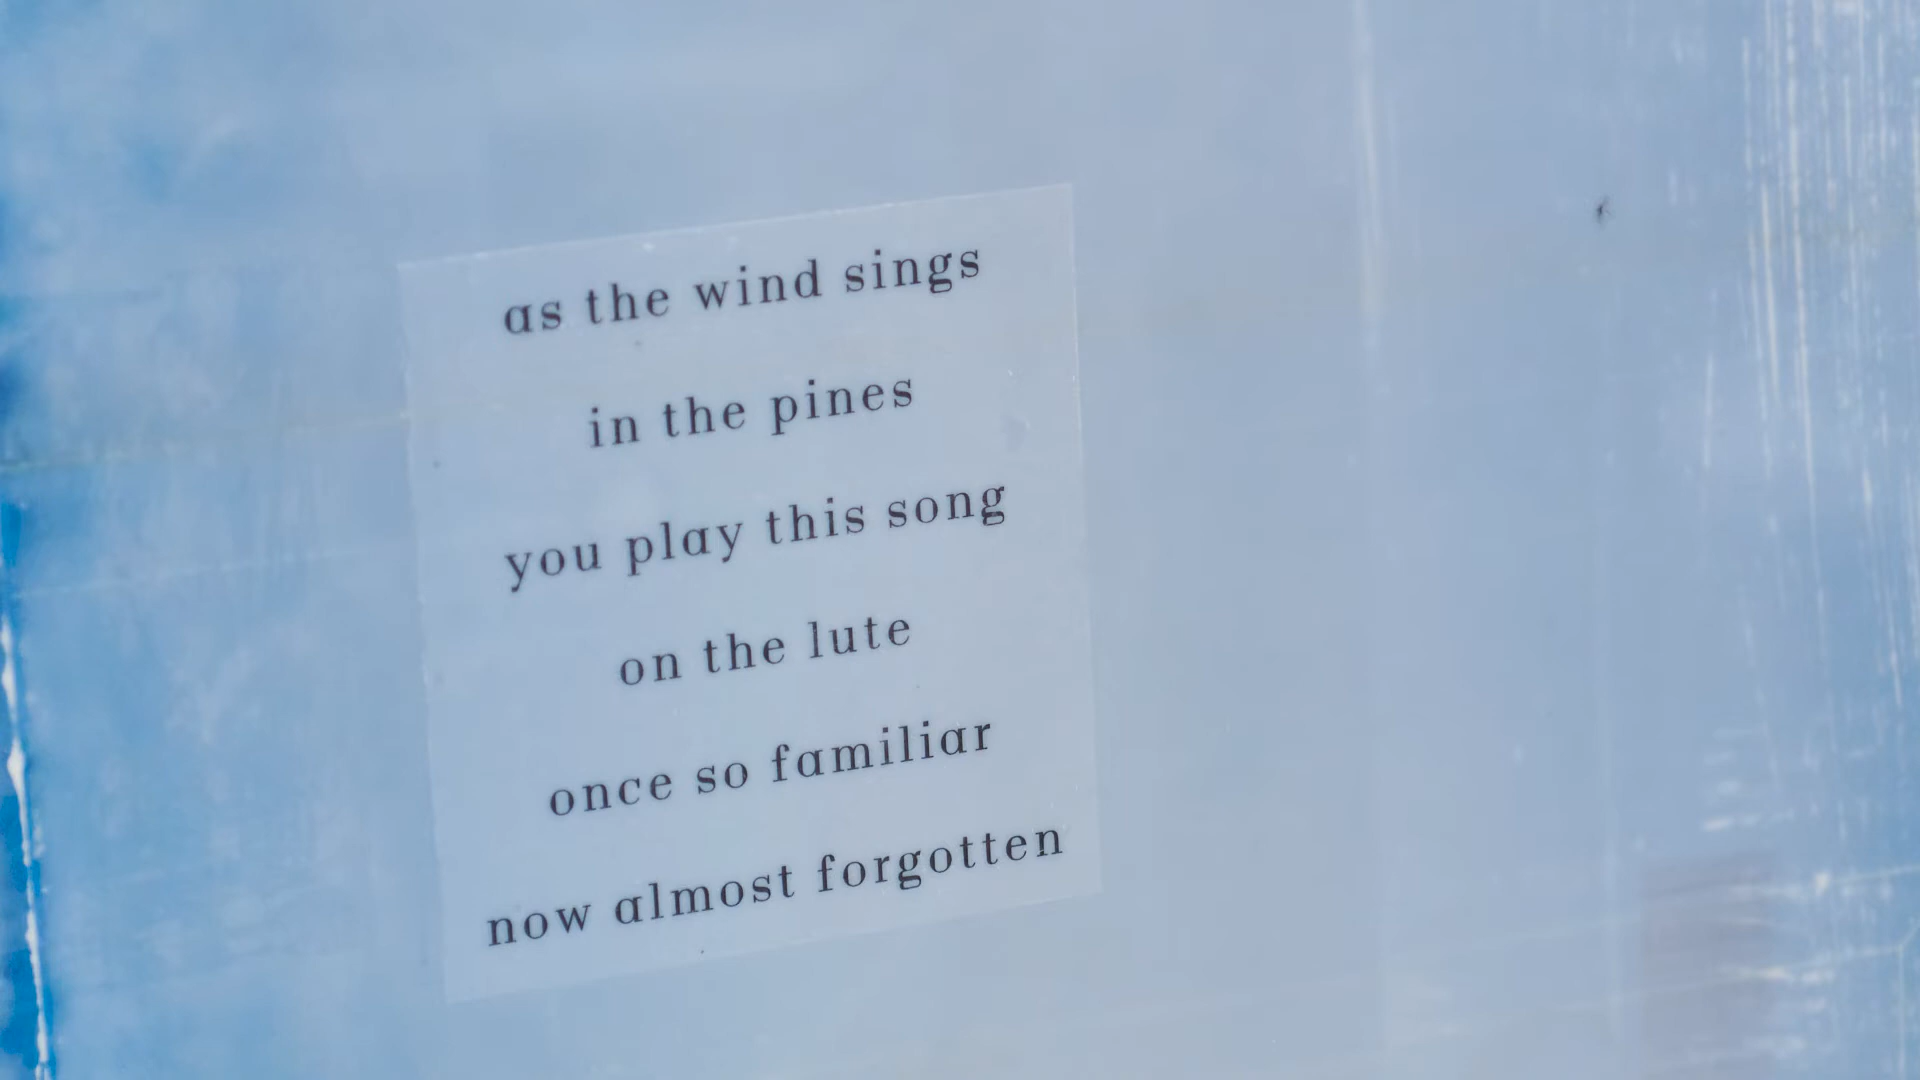 as the wind sings
in the pines
you play this song
on the lute
once so familiar
now almost forgotten